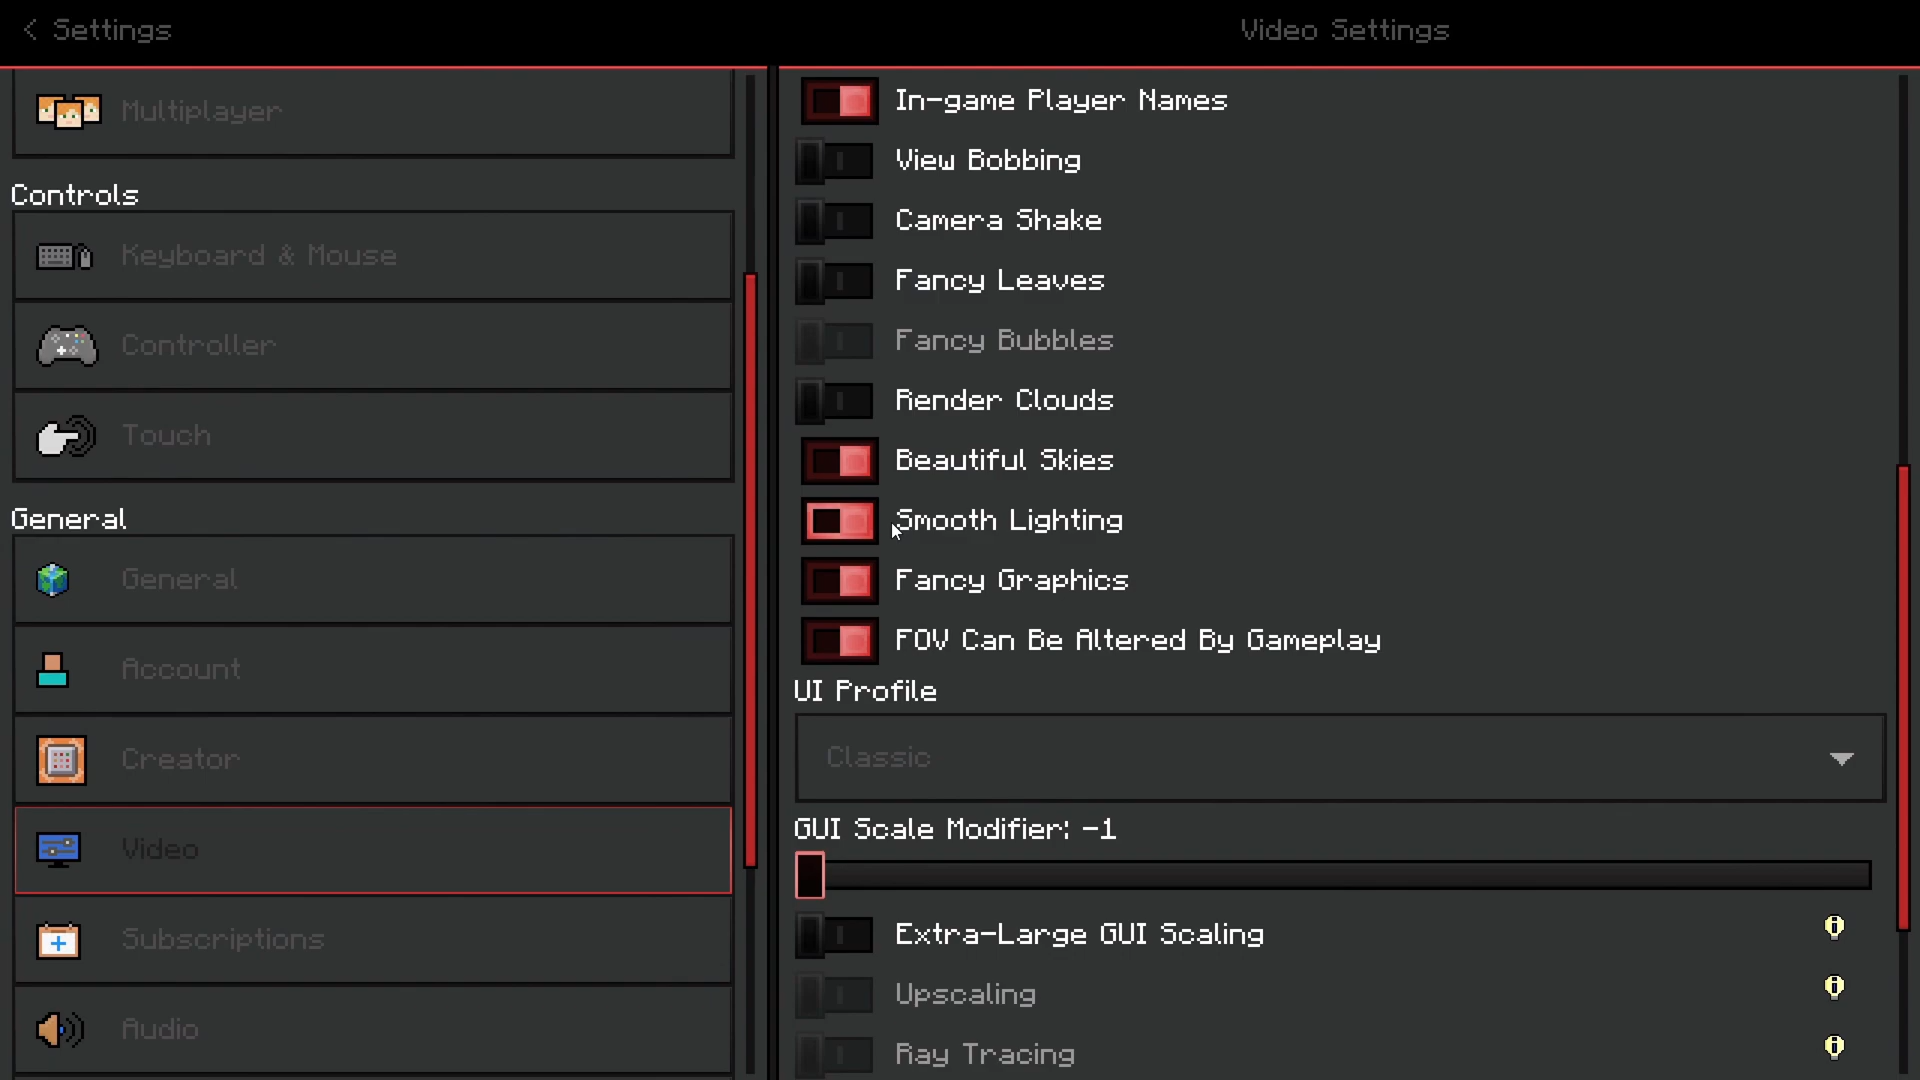 < Settings
Video Settings
Multiplayer
Controls
Keyboard & Mouse
Controller
Touch
General
General
Account
Creator
Video
Subscriptions
Audio
In-game Player Names
View Bobbing
Camera Shake
Fancy Leaves
Fancy Bubbles
Render Clouds
Beautiful Skies
Smooth Lighting
Fancy Graphics
FOV Can Be Altered By Gameplay
UI Profile
Classic
GUI Scale Modifier: -1
Extra-Large GUI Scaling
Upscaling
Ray Tracing